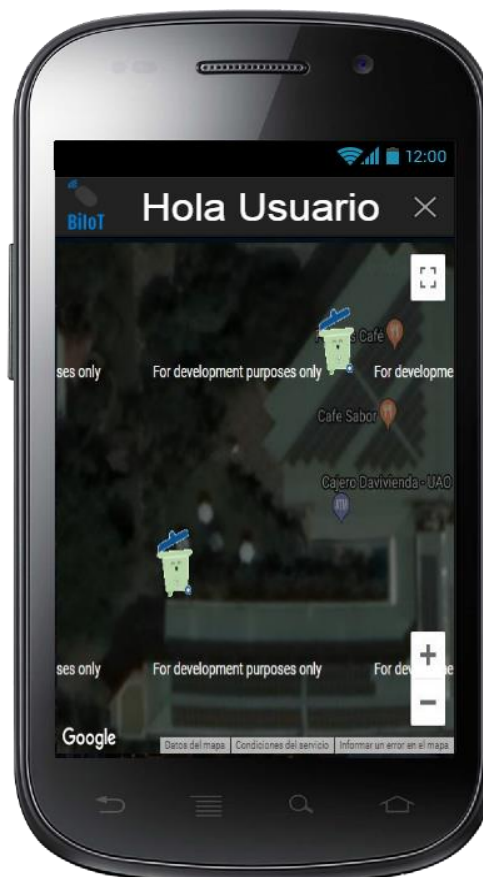 12:00
BiIoT
Hola Usuario
s Café
ses only
For development purposes only
For developme
Cafe Sabor
Cajero Davivienda - UAO
ATM
ses only
For development purposes only
For de
me
Google
Datos del mapa
Condiciones del servicio
Informar un error en el mapa